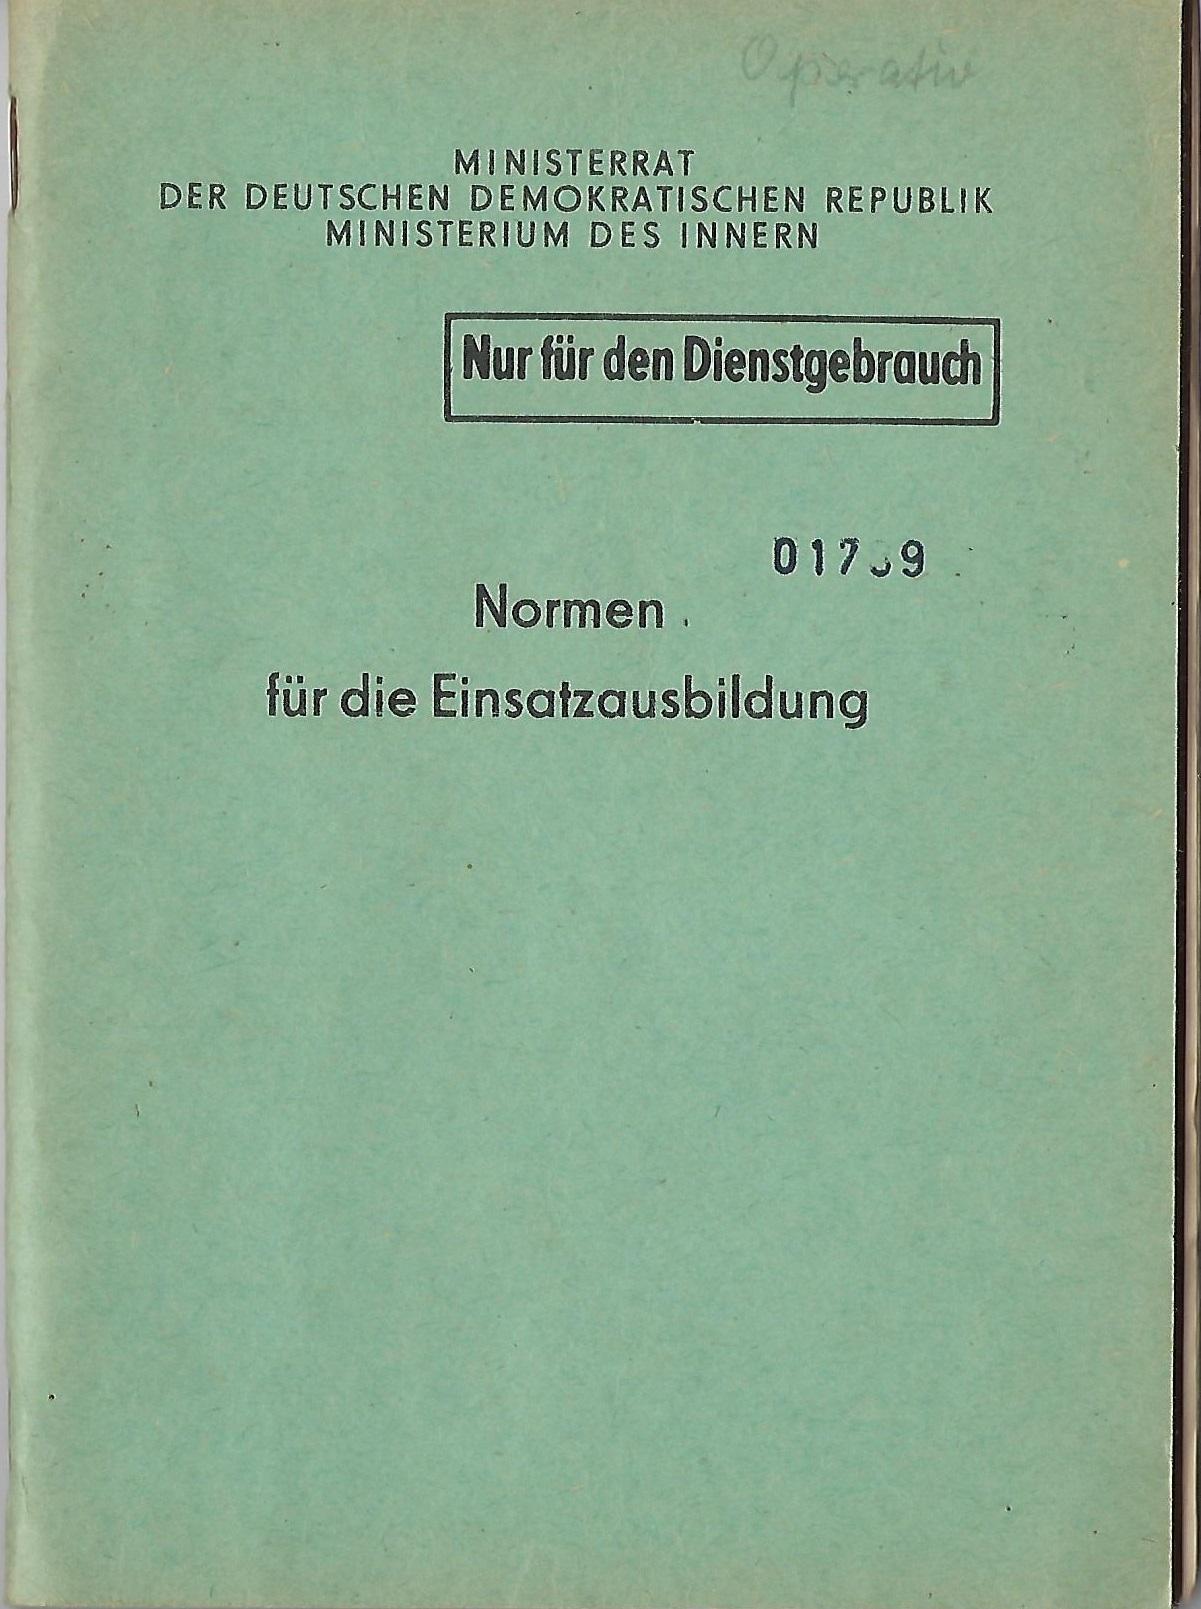 Operativ
MINISTERRAT
DER DEUTSCHEN DEMOKRATISCHEN REPUBLIK
MINISTERIUM DES INNERN
Nur für den Dienstgebrauch
Normen
für die Einsatzausbildung